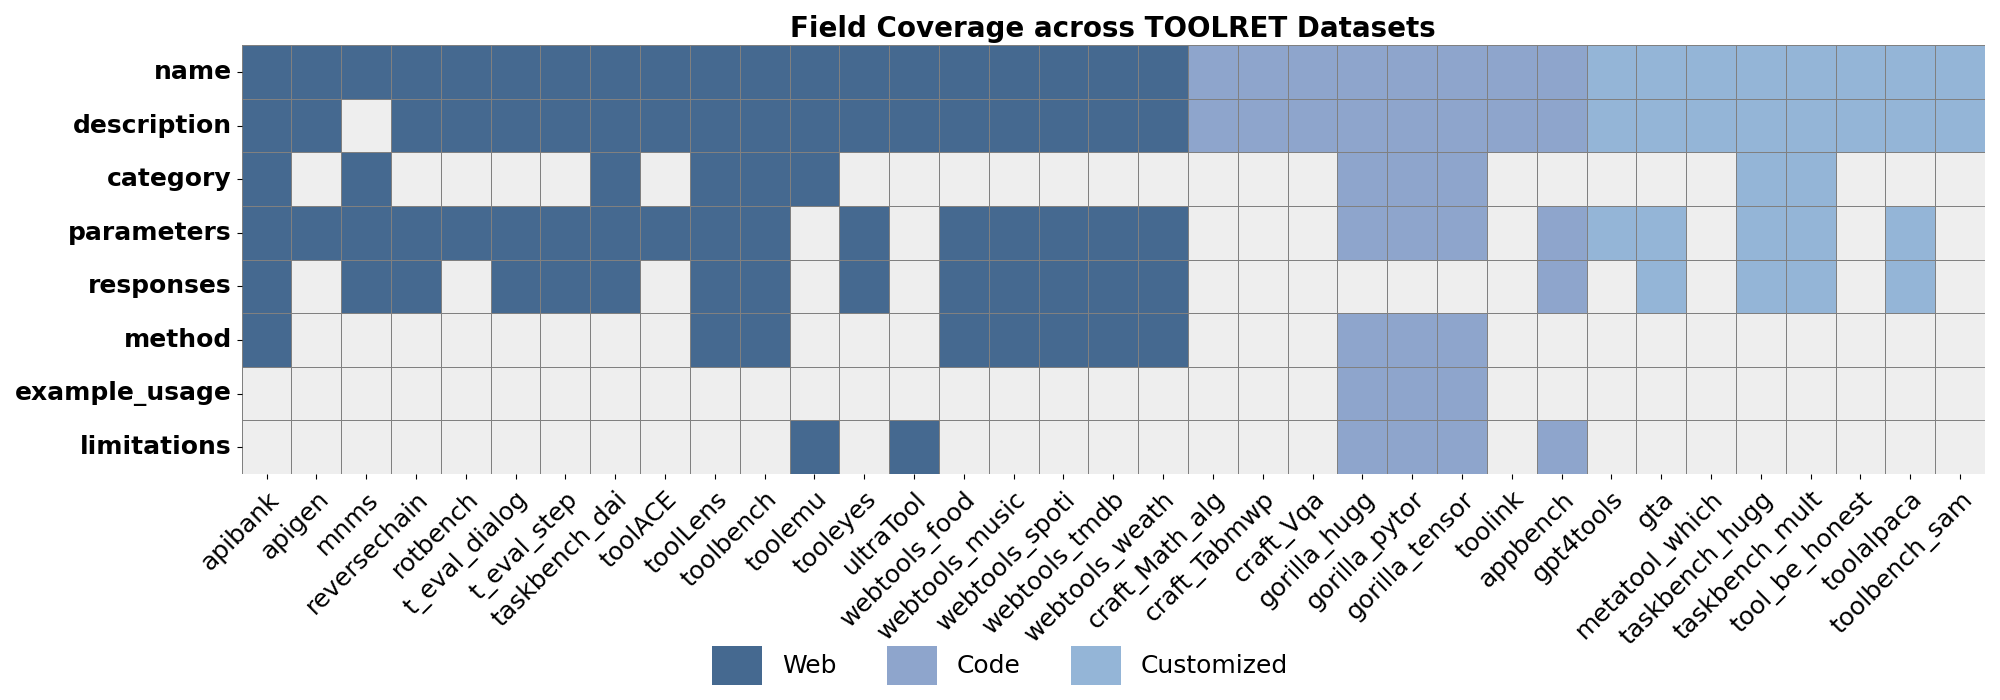 Field Coverage across TOOLRET Datasets
name
description
category
parameters
responses
method
example_usage
limitations
apibank
apigen
mnms
reversechain
rotbench
t_eval_dialog
t_eval_step
taskbench_dai
toolACE
toolLens
toolbench
toolemu
tooleyes
ultraTool
webtools_food
webtools_music
webtools_spoti
webtools_tmdb
webtools_weath
craft_Math_alg
craft_Tabmwp
craft_Vqa
gorilla_hugg
gorilla_pytor
gorilla_tensor
toolink
appbench
gpt4tools
gta
metatool_which
taskbench_hugg
taskbench_mult
tool_be_honest
toolalpaca
toolbench_sam
Web
Code
Customized